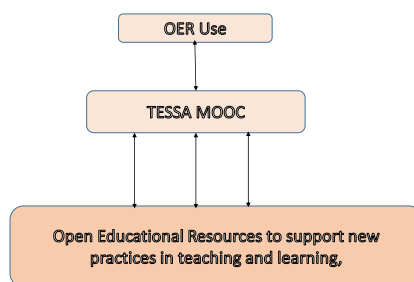 OER Use
TESSA MOOC
Open Educational Resources to support new
practices in teaching and learning,